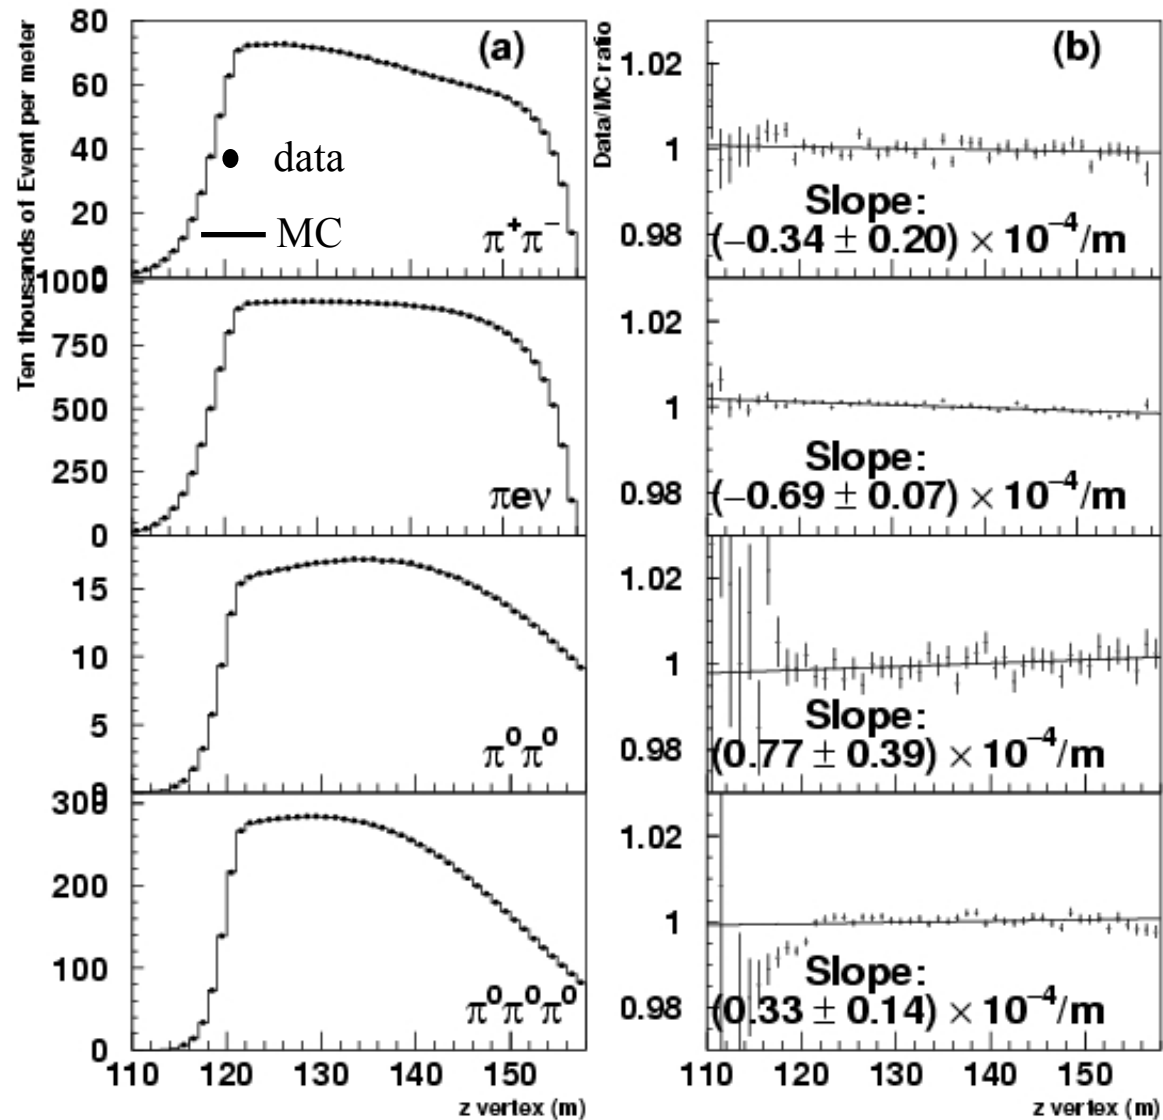 Ten thousands of Event per meter
80
60
40
20
0
(a)
data
MC
π⁺π⁻
1000
750
500
250
0
πeν
15
10
5
0
π⁰π⁰
300
200
100
0
π⁰π⁰π⁰
110 120 130 140 150
z vertex (m)
Data/MC ratio
(b)
1.02
1
0.98
Slope:
(−0.34 ± 0.20) × 10⁻⁴/m
1.02
1
0.98
Slope:
(−0.69 ± 0.07) × 10⁻⁴/m
1.02
1
0.98
Slope:
(0.77 ± 0.39) × 10⁻⁴/m
1.02
1
0.98
Slope:
(0.33 ± 0.14) × 10⁻⁴/m
110 120 130 140 150
z vertex (m)